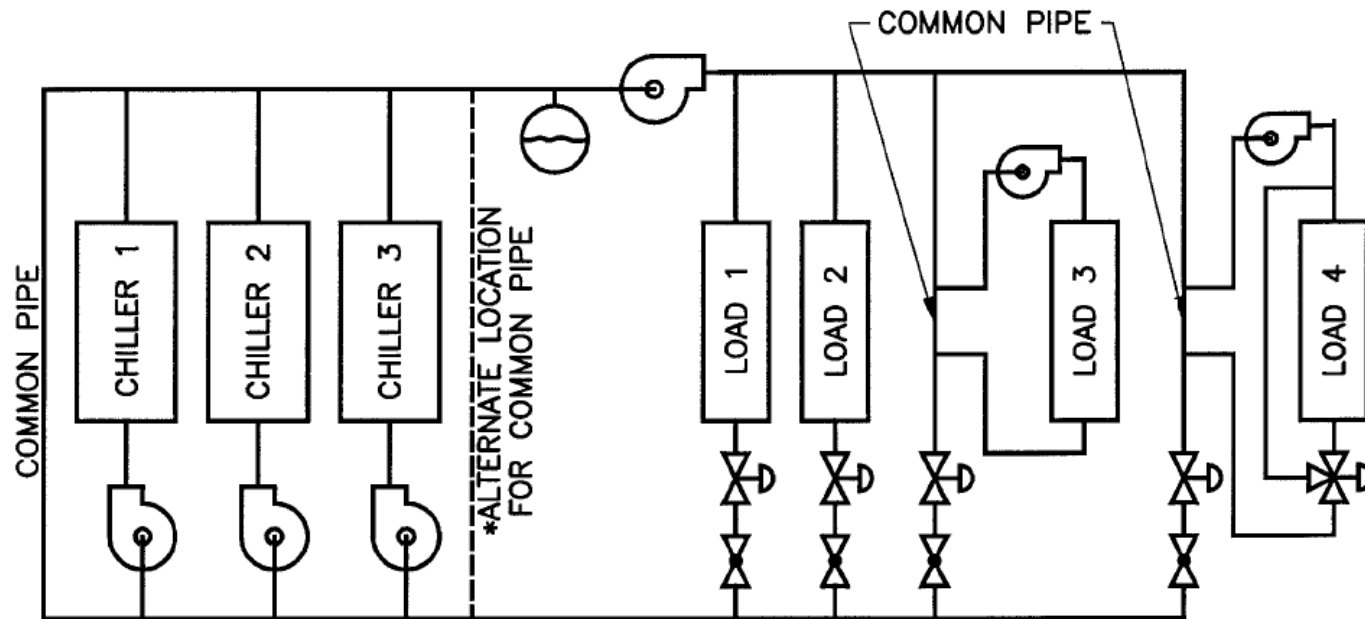 COMMON PIPE
COMMON PIPE
CHILLER 1
CHILLER 2
CHILLER 3
*ALTERNATE LOCATION
FOR COMMON PIPE
LOAD 1
LOAD 2
LOAD 3
LOAD 4